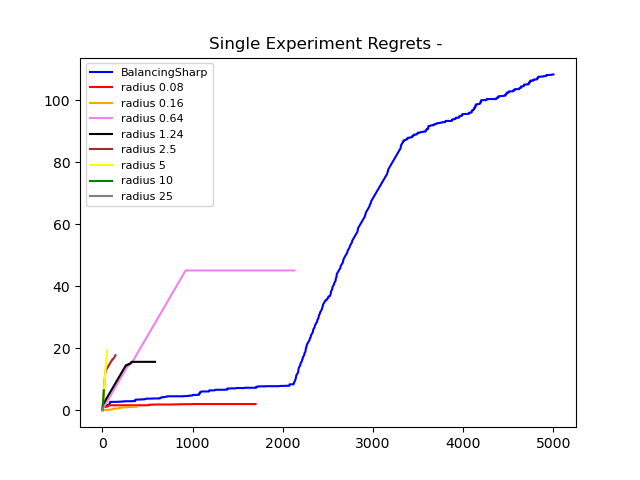 Single Experiment Regrets -
BalancingSharp
radius 0.08
radius 0.16
radius 0.64
radius 1.24
radius 2.5
radius 5
radius 10
radius 25
100
80
60
40
20
0
0 1000 2000 3000 4000 5000